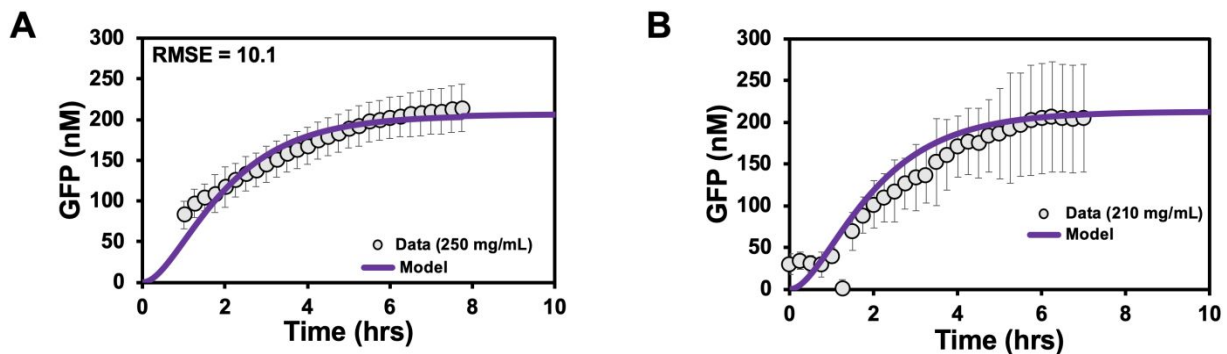 A
300
250
200
150
100
50
0
GFP (nM)
RMSE = 10.1
Data (250 mg/mL)
Model
0 2 4 6 8 10
Time (hrs)
B
300
250
200
150
100
50
0
GFP (nM)
Data (210 mg/mL)
Model
0 2 4 6 8 10
Time (hrs)